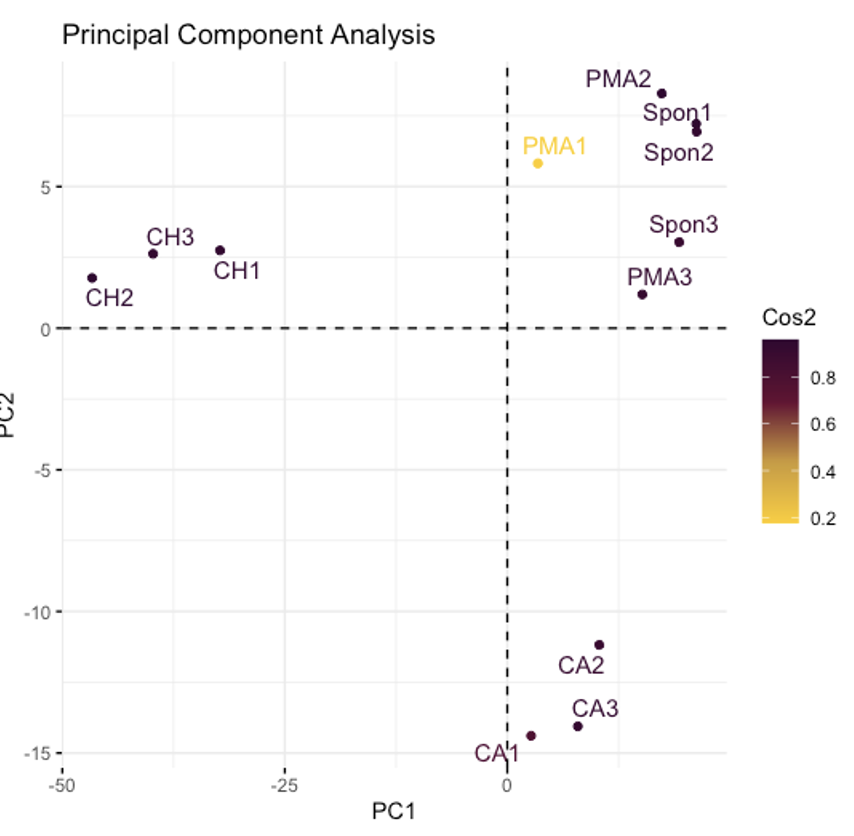 Principal Component Analysis
PMA2
Spon1
PMA1
Spon2
5
CH3
Spon3
CH1
PMA3
CH2
0
Cos2
0.8
0.6
0.4
0.2
PC2
-5
-10
CA2
CA3
CA1
-15
-50
-25
0
PC1